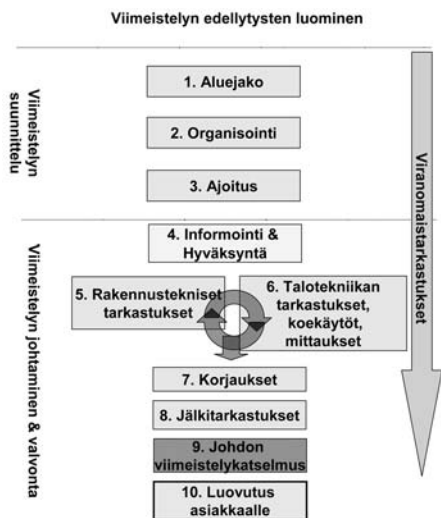 Viimeistelyn edellytysten luominen
Viimeistelyn
suunnittelu
1. Aluejako
2. Organisointi
3. Ajoitus
Viranomaistarkastukset
Viimeistelyn johtaminen & valvonta
4. Informointi &
Hyväksyntä
5. Rakennustekniset
tarkastukset
6. Talotekniikan
tarkastukset,
koekäytöt,
mittaukset
7. Korjaukset
8. Jälkitarkastukset
9. Johdon
viimeistelykatselmus
10. Luovutus
asiakkaalle